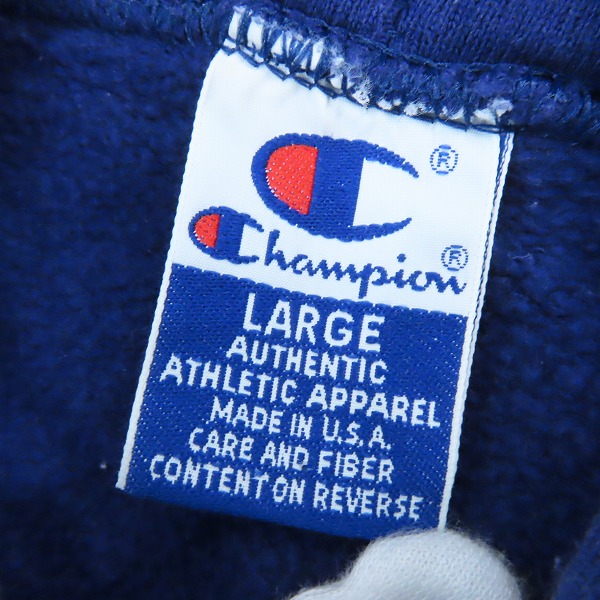 ®
Champion®
LARGE
AUTHENTIC
ATHLETIC APPAREL
MADE IN U.S.A.
CARE AND FIBER
CONTENT ON REVERSE